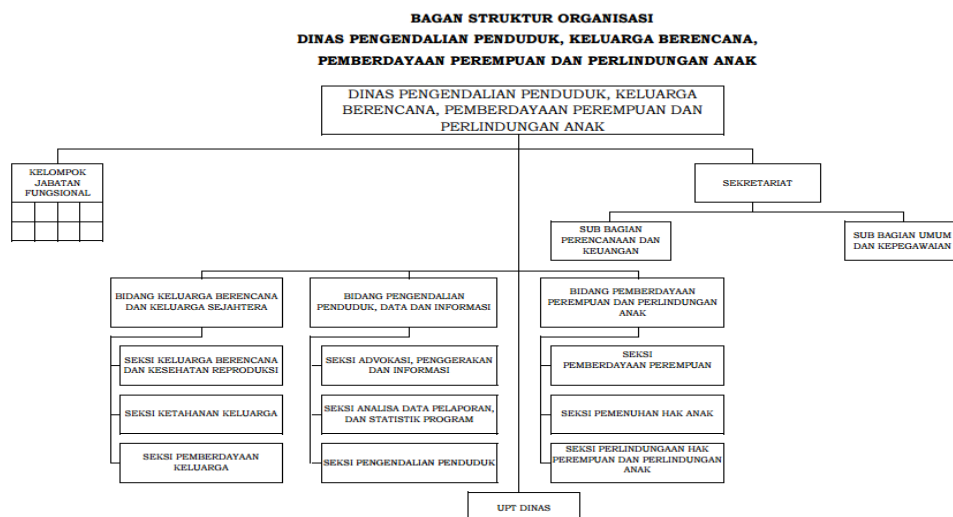 BAGAN STRUKTUR ORGANISASI
DINAS PENGENDALIAN PENDUDUK, KELUARGA BERENCANA,
PEMBERDAYAAN PEREMPUAN DAN PERLINDUNGAN ANAK
DINAS PENGENDALIAN PENDUDUK, KELUARGA
BERENCANA, PEMBERDAYAAN PEREMPUAN DAN
PERLINDUNGAN ANAK
KELOMPOK
JABATAN
FUNGSIONAL
SEKRETARIAT
SUB BAGIAN
PERENCANAAN DAN
KEUANGAN
SUB BAGIAN UMUM
DAN KEPEGAWAIAN
BIDANG KELUARGA BERENCANA
DAN KELUARGA SEJAHTERA
BIDANG PENGENDALIAN
PENDUDUK, DATA DAN INFORMASI
BIDANG PEMBERDAYAAN
PEREMPUAN DAN PERLINDUNGAN
ANAK
SEKSI KELUARGA BERENCANA
DAN KESEHATAN REPRODUKSI
SEKSI ADVOKASI, PENGGERAKAN
DAN INFORMASI
SEKSI
PEMBERDAYAAN PEREMPUAN
SEKSI KETAHANAN KELUARGA
SEKSI ANALISA DATA PELAPORAN,
DAN STATISTIK PROGRAM
SEKSI PEMENUHAN HAK ANAK
SEKSI PEMBERDAYAAN
KELUARGA
SEKSI PENGENDALIAN PENDUDUK
SEKSI PERLINDUNGAAN HAK
PEREMPUAN DAN PERLINDUNGAN
ANAK
UPT DINAS